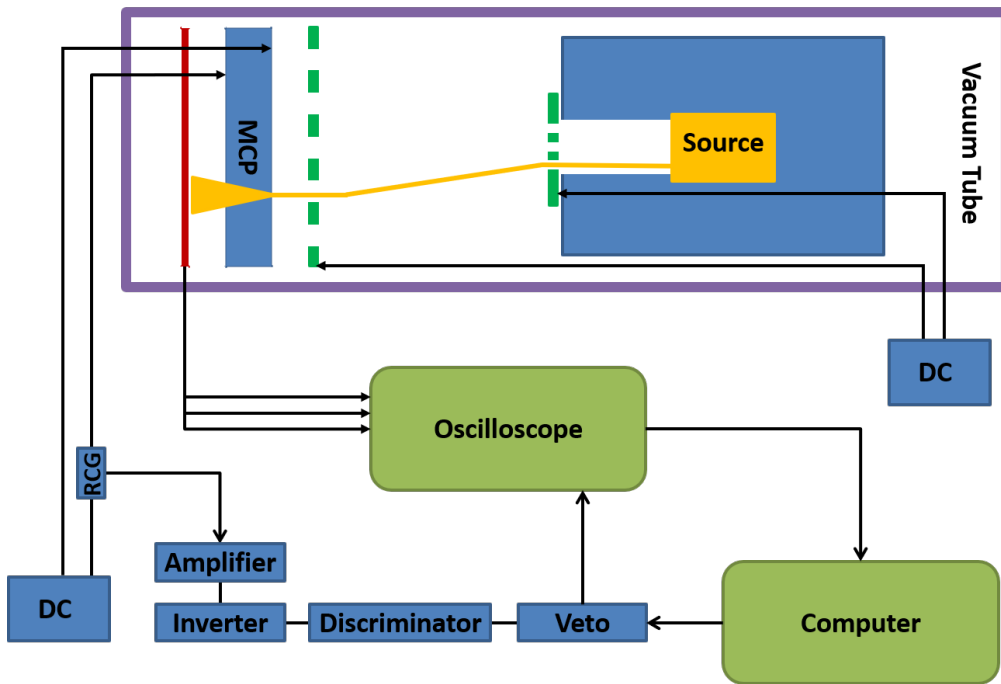 MCP
Source
Vacuum Tube
DC
Oscilloscope
RCG
Amplifier
DC
Inverter
Discriminator
Veto
Computer